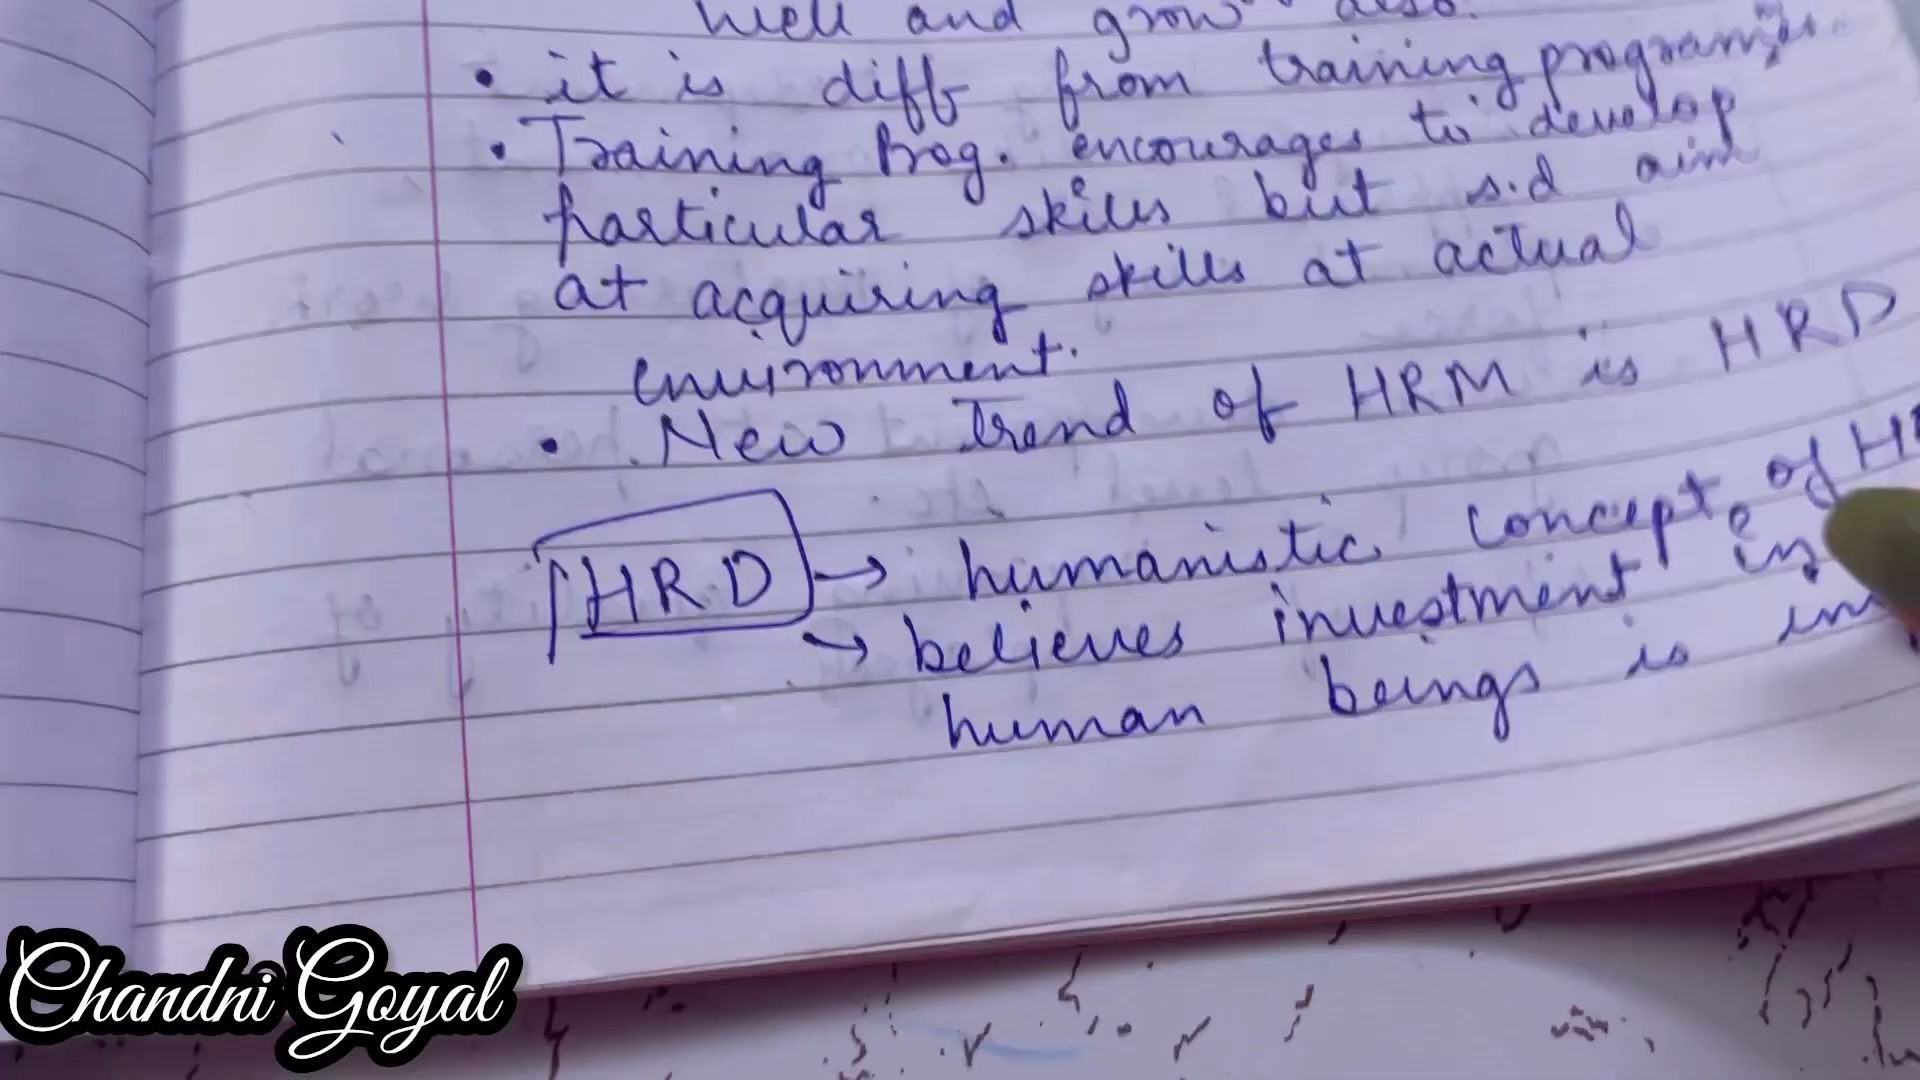 well and grow also.
• it is diff from training programs
• Training Prog. encourages to develop
particular skills but s.d aim
at acquiring skills at actual
environment.
• New Trend of HRM is HRD
HRD → humanistic concept of
→ believes investment in
human beings is
Chandni Goyal